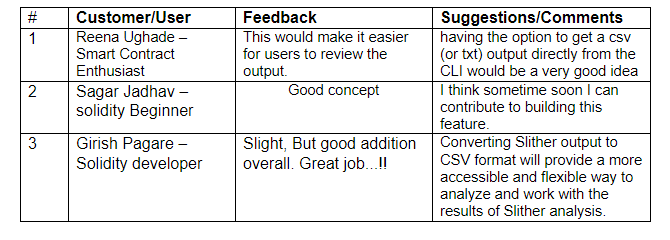 # Customer/User Feedback Suggestions/Comments
1 Reena Ughade –
Smart Contract
Enthusiast
This would make it easier
for users to review the
output.
having the option to get a csv
(or txt) output directly from the
CLI would be a very good idea
2 Sagar Jadhav –
solidity Beginner
Good concept
I think sometime soon I can
contribute to building this
feature.
3 Girish Pagare –
Solidity developer
Slight, But good addition
overall. Great job...!!
Converting Slither output to
CSV format will provide a more
accessible and flexible way to
analyze and work with the
results of Slither analysis.